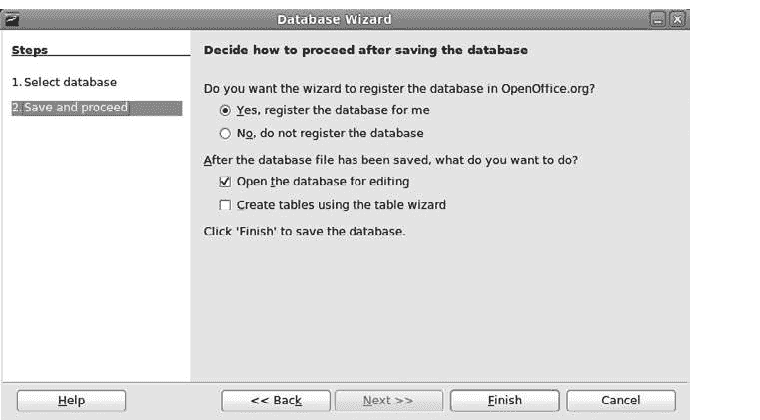 Database Wizard
Steps
1. Select database
2. Save and proceed
Decide how to proceed after saving the database
Do you want the wizard to register the database in OpenOffice.org?
Yes, register the database for me
No, do not register the database
After the database file has been saved, what do you want to do?
Open the database for editing
Create tables using the table wizard
Click 'Finish' to save the database.
Help
<< Back
Next >>
Finish
Cancel